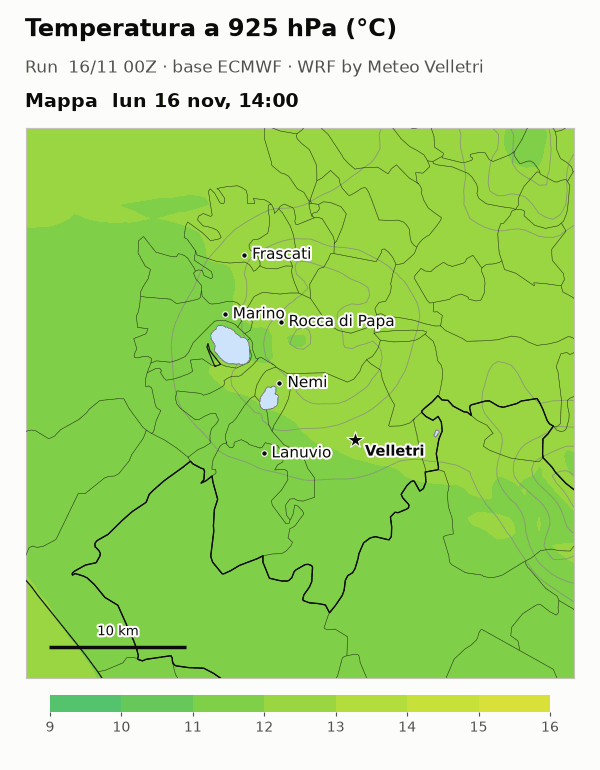 Temperatura a 925 hPa (°C)
Run  16/11 00Z · base ECMWF · WRF by Meteo Velletri
Mappa  lun 16 nov, 14:00
Frascati
Marino
Rocca di Papa
Nemi
Velletri
Lanuvio
10 km
9 10 11 12 13 14 15 16